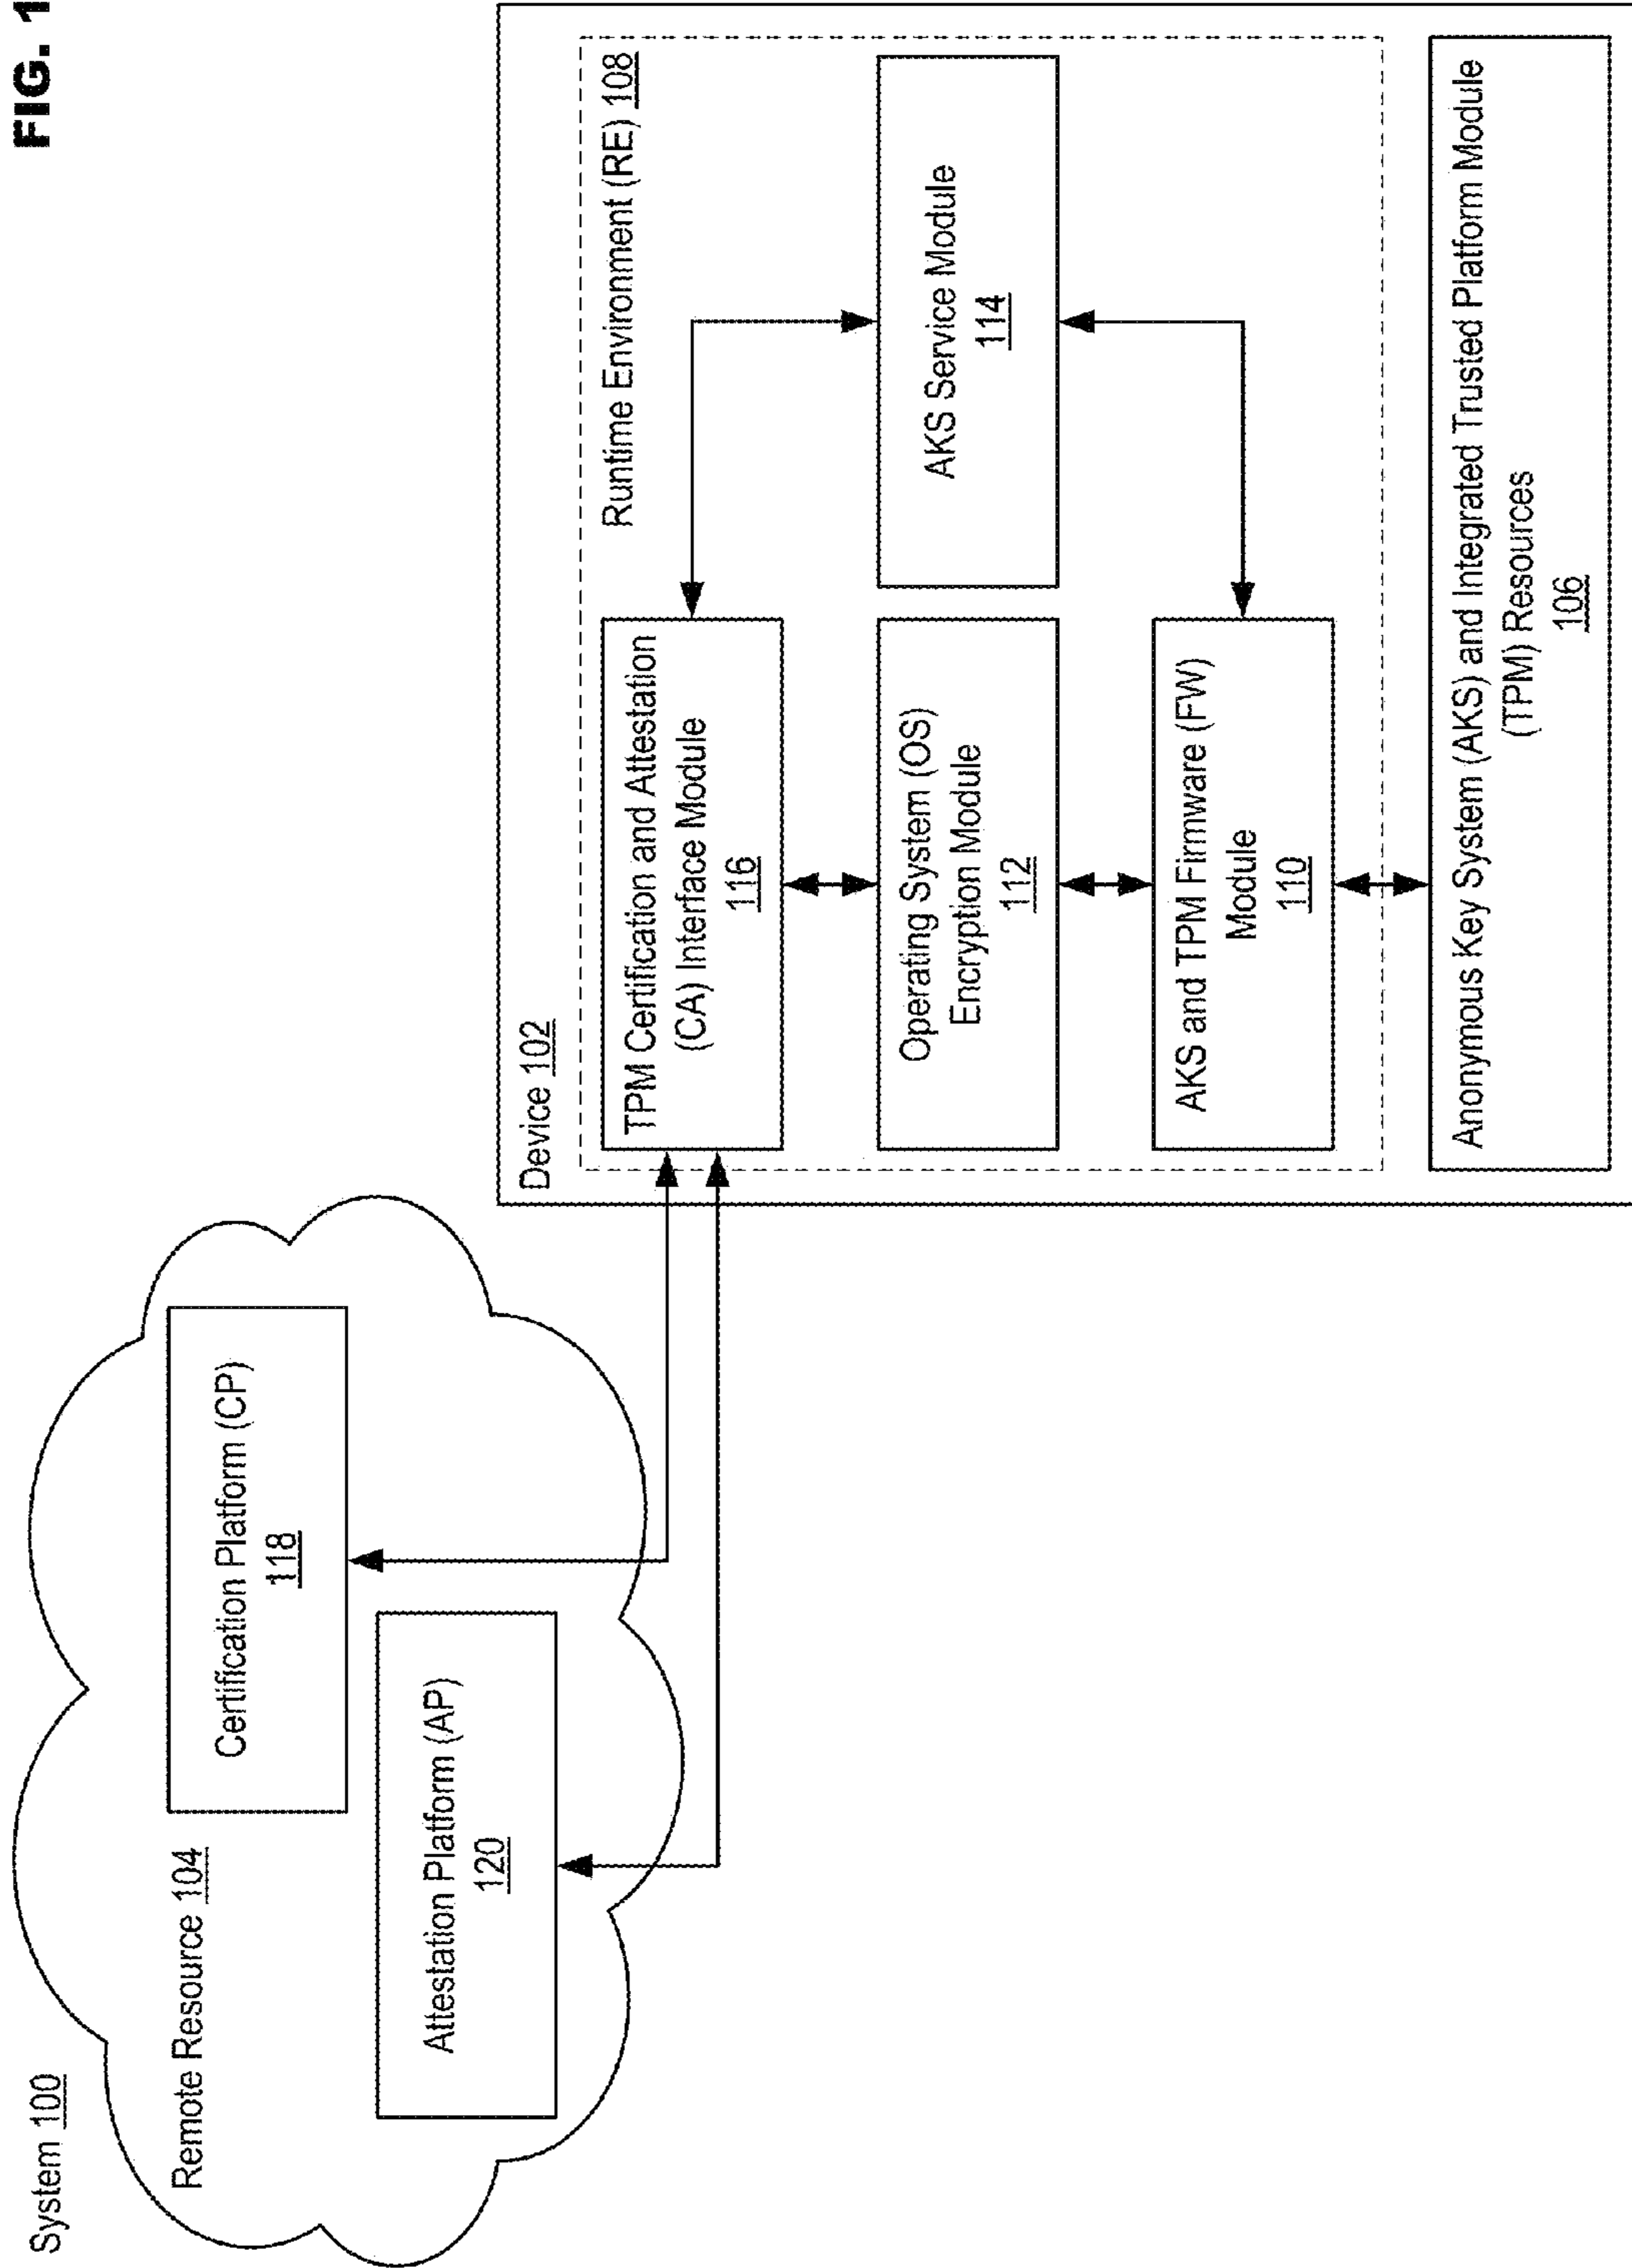 FIG. 1
System 100
Remote Resource 104
Certification Platform (CP)
118
Attestation Platform (AP)
120
Device 102
Runtime Environment (RE) 108
TPM Certification and Attestation
(CA) Interface Module
116
Operating System (OS)
Encryption Module
112
AKS Service Module
114
AKS and TPM Firmware (FW)
Module
110
Anonymous Key System (AKS) and Integrated Trusted Platform Module
(TPM) Resources
106